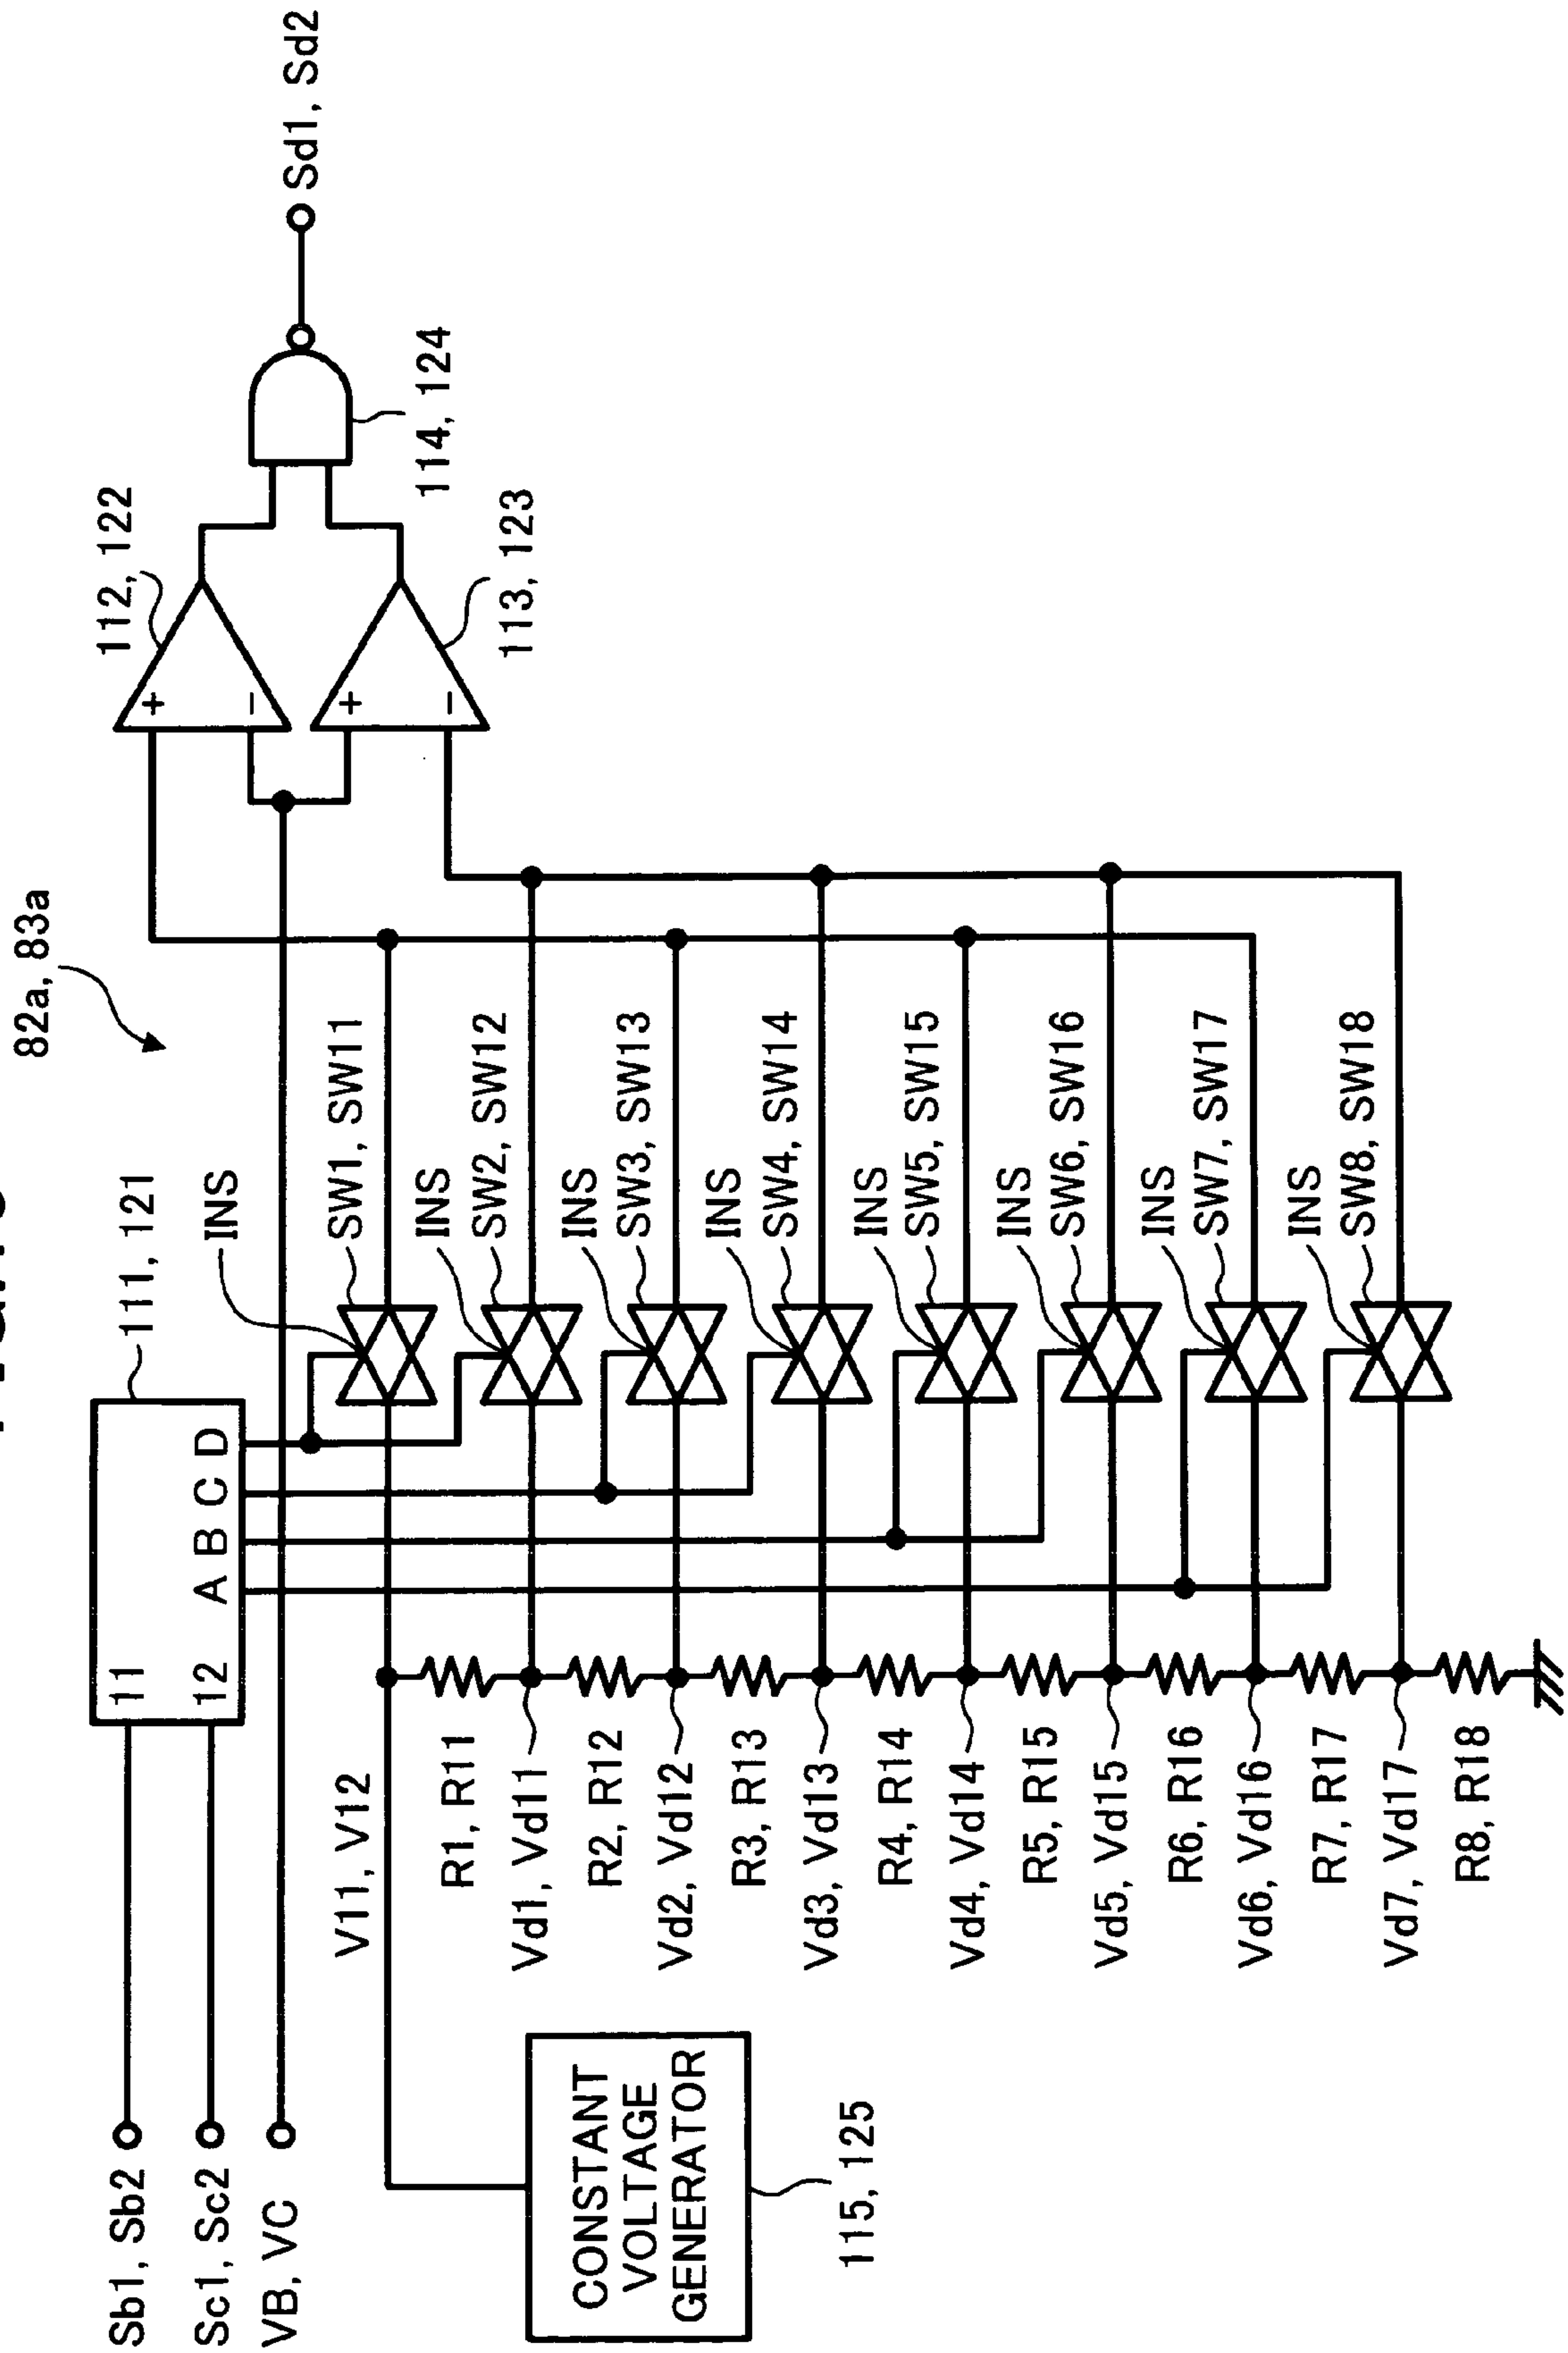 82a, 83a
Sb1, Sb2
Sc1, Sc2
VB, VC
11
12
A
B
C
D
111, 121
112, 122
+
−
+
−
113, 123
114, 124
Sd1, Sd2
CONSTANT
VOLTAGE
GENERATOR
115, 125
V11, V12
INS
SW1, SW11
R1, R11
Vd1, Vd11
INS
SW2, SW12
R2, R12
Vd2, Vd12
INS
SW3, SW13
R3, R13
Vd3, Vd13
INS
SW4, SW14
R4, R14
Vd4, Vd14
INS
SW5, SW15
R5, R15
Vd5, Vd15
INS
SW6, SW16
R6, R16
Vd6, Vd16
INS
SW7, SW17
R7, R17
Vd7, Vd17
INS
SW8, SW18
R8, R18